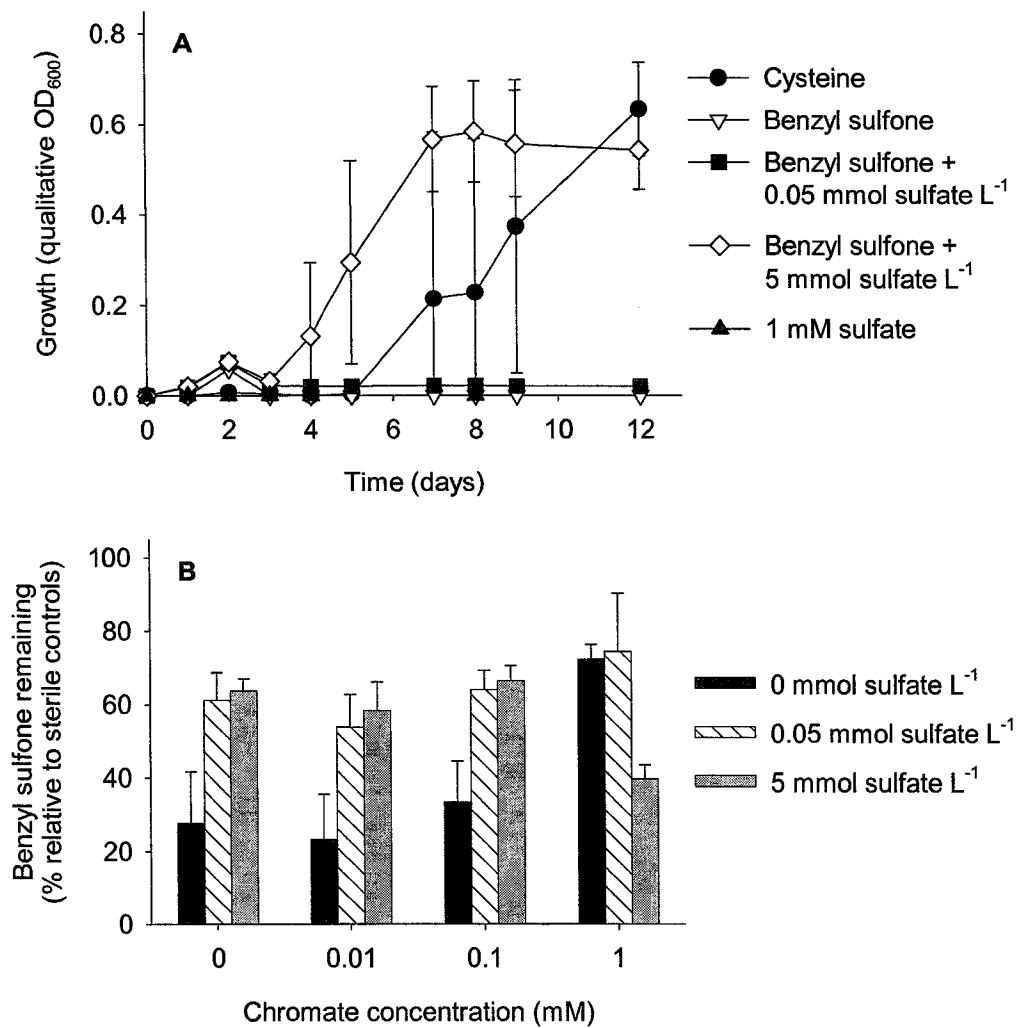 A
Growth (qualitative OD600)
0.8
0.6
0.4
0.2
0.0
0 2 4 6 8 10 12
Time (days)
Cysteine
Benzyl sulfone
Benzyl sulfone +
0.05 mmol sulfate L-1
Benzyl sulfone +
5 mmol sulfate L-1
1 mM sulfate
B
Benzyl sulfone remaining
(% relative to sterile controls)
100
80
60
40
20
0
0 0.01 0.1 1
Chromate concentration (mM)
0 mmol sulfate L-1
0.05 mmol sulfate L-1
5 mmol sulfate L-1